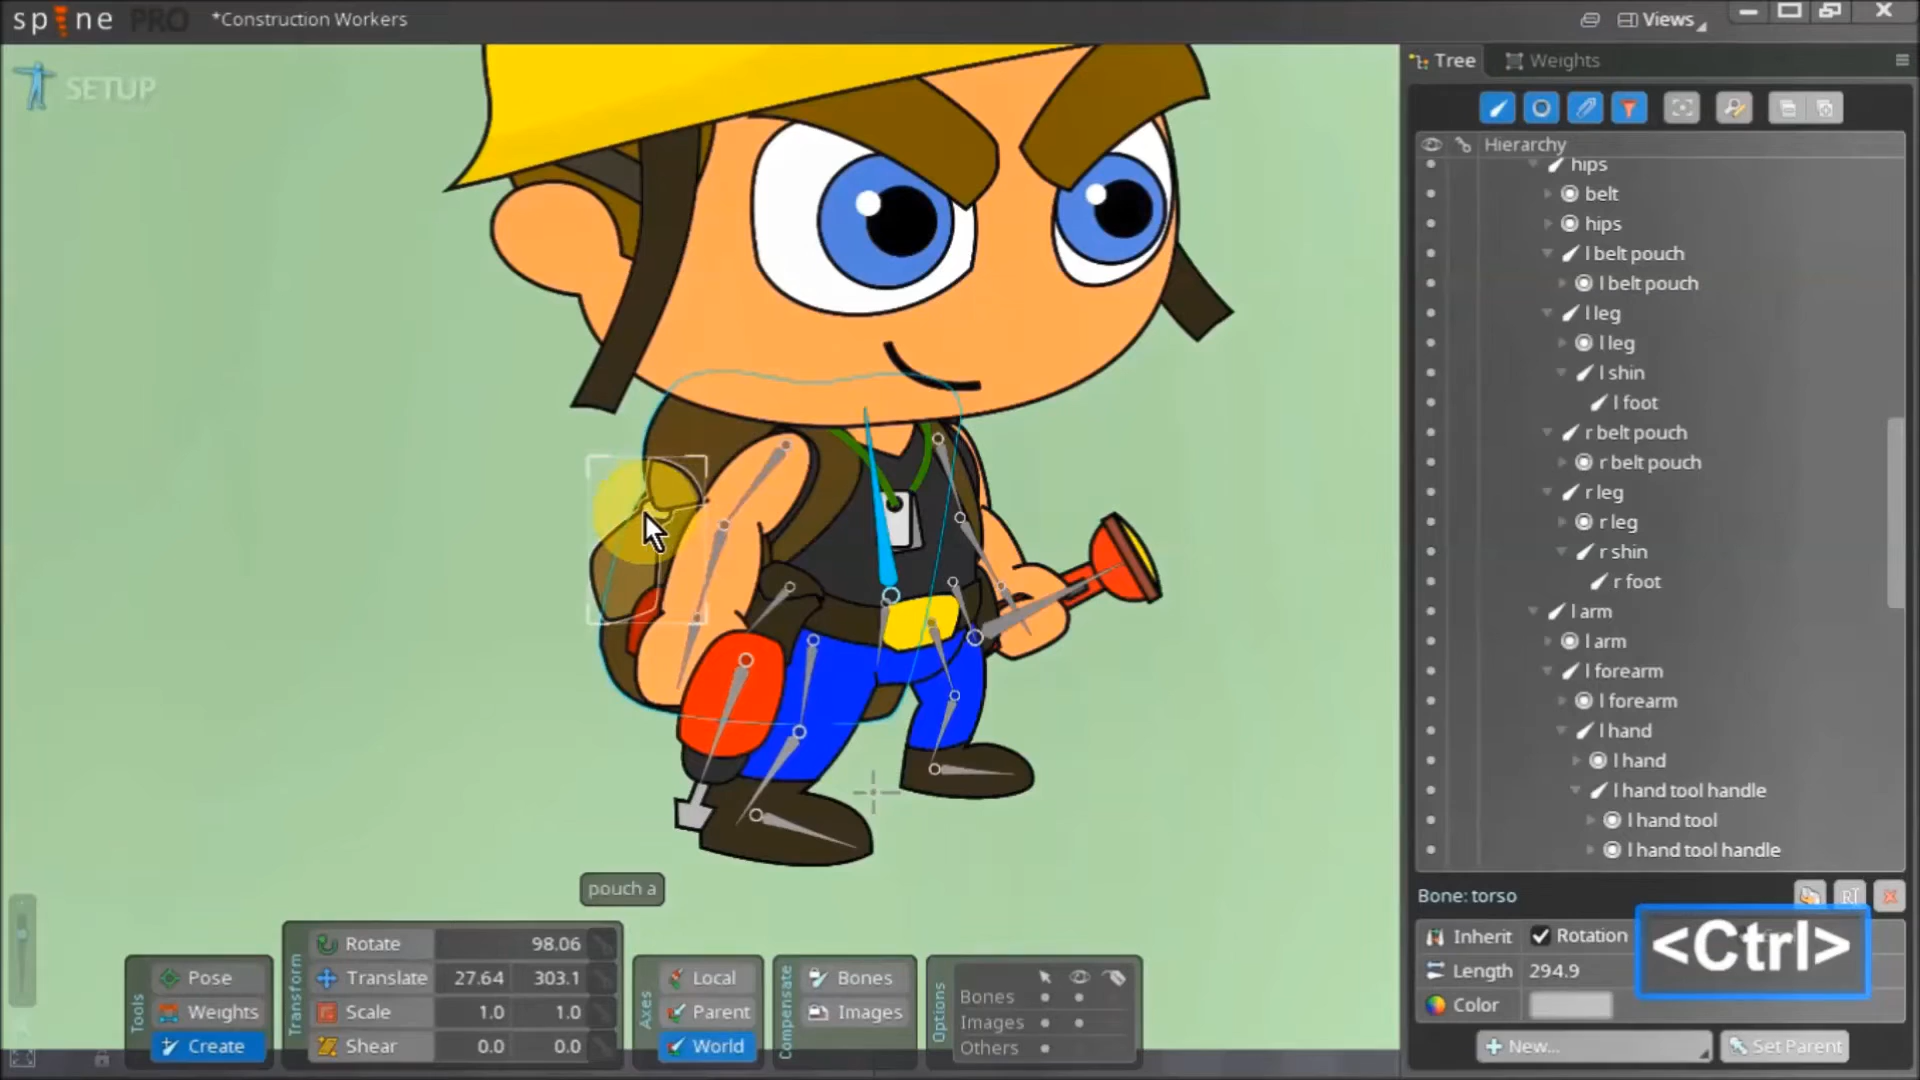 spine PRO
*Construction Workers
Views
SETUP
Tree
Weights
Hierarchy
hips
belt
hips
l belt pouch
l belt pouch
l leg
l leg
l shin
l foot
r belt pouch
r belt pouch
r leg
r leg
r shin
r foot
l arm
l arm
l forearm
l forearm
l hand
l hand
l hand tool handle
l hand tool
l hand tool handle
pouch a
Tools
Pose
Weights
Create
Transform
Rotate 98.06
Translate 27.64 303.1
Scale 1.0 1.0
Shear 0.0 0.0
Axes
Local
Parent
World
Compensate
Bones
Images
Options
Bones
Images
Others
Bone: torso
Inherit Rotation
Length 294.9
Color
<Ctrl>
New...
Set Parent